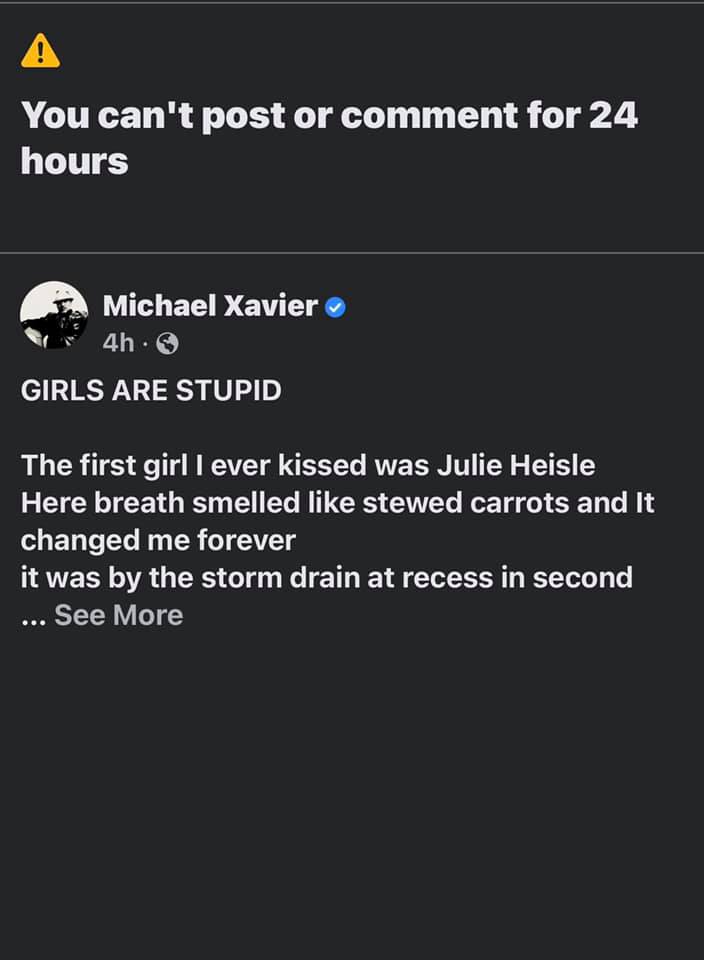 You can't post or comment for 24
hours
Michael Xavier
4h ·
GIRLS ARE STUPID
The first girl I ever kissed was Julie Heisle
Here breath smelled like stewed carrots and It
changed me forever
it was by the storm drain at recess in second
... See More